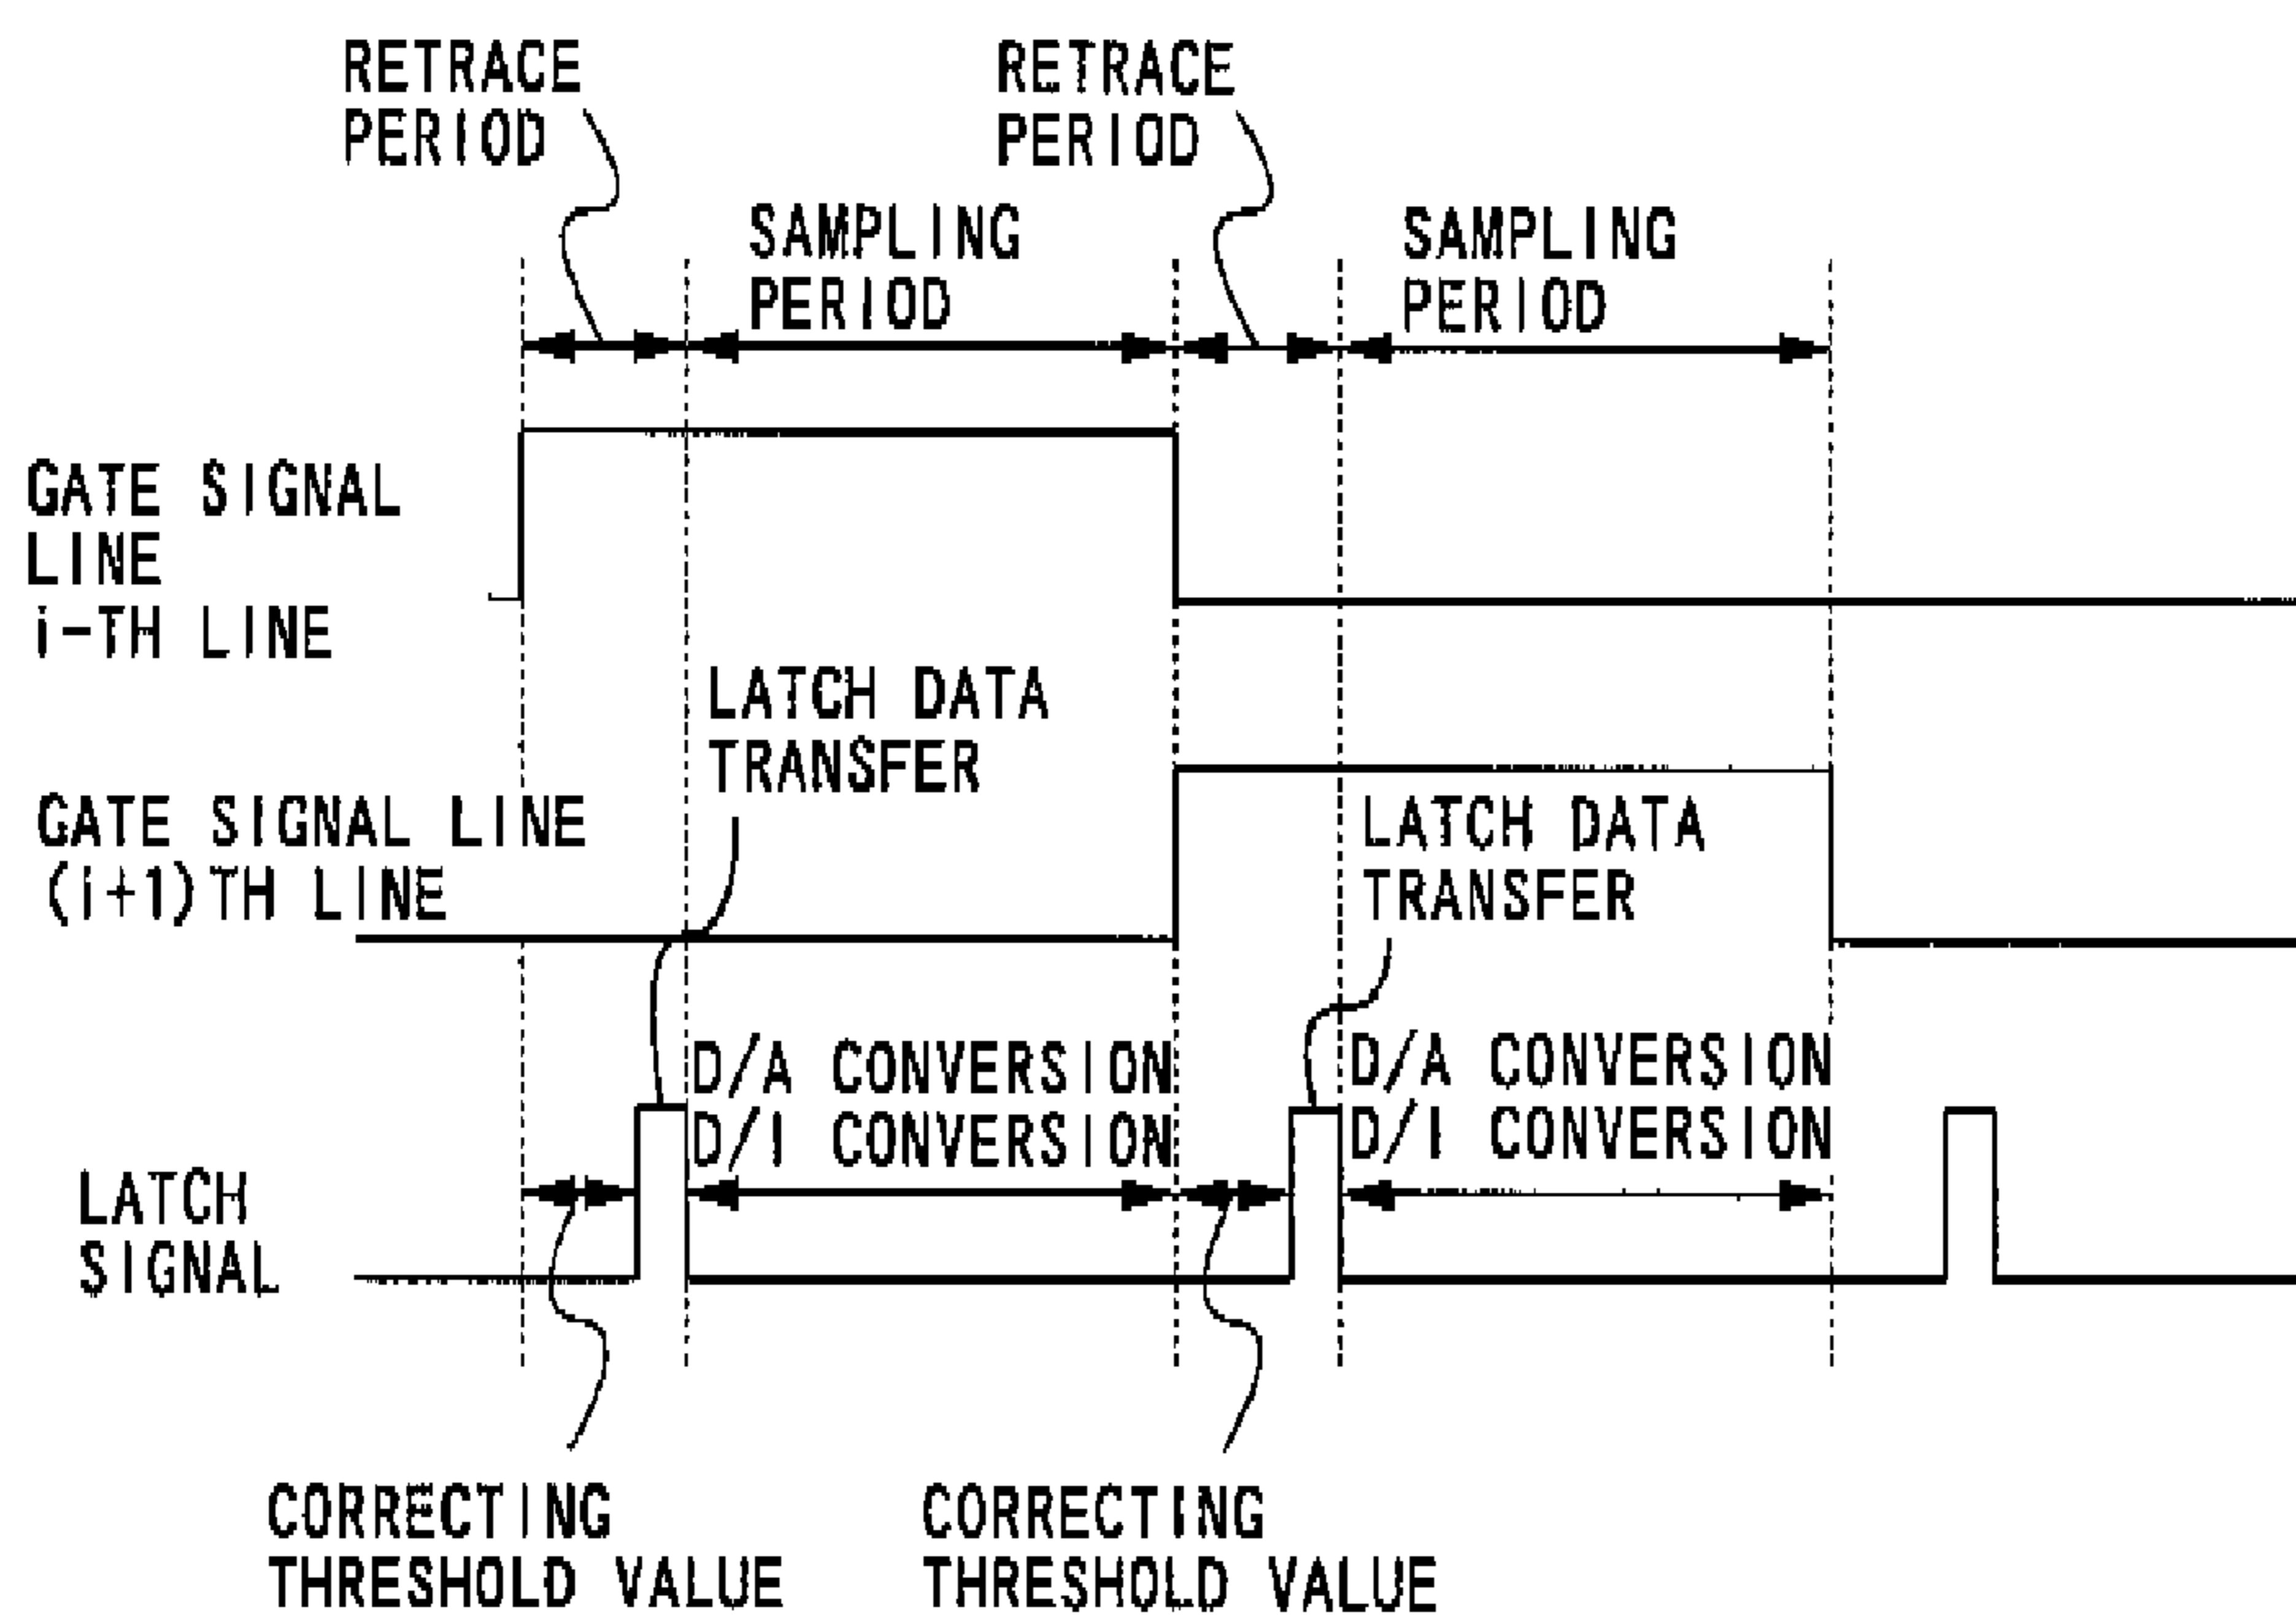 RETRACE
PERIOD
RETRACE
PERIOD
SAMPLING
PERIOD
SAMPLING
PERIOD
GATE SIGNAL
LINE
i-TH LINE
LATCH DATA
TRANSFER
GATE SIGNAL LINE
(i+1)TH LINE
LATCH DATA
TRANSFER
D/A CONVERSION
D/I CONVERSION
D/A CONVERSION
D/I CONVERSION
LATCH
SIGNAL
CORRECTING
THRESHOLD VALUE
CORRECTING
THRESHOLD VALUE